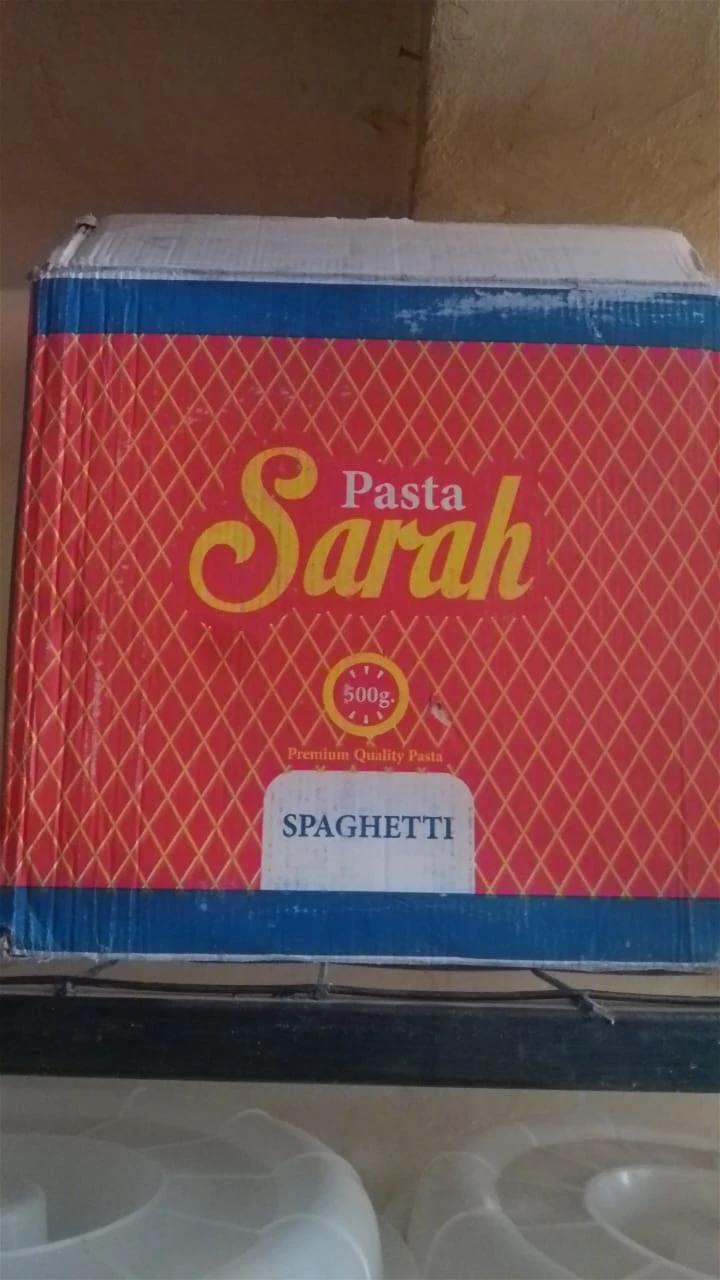 Pasta
Sarah
500g.
Premium Quality Pasta
SPAGHETTI